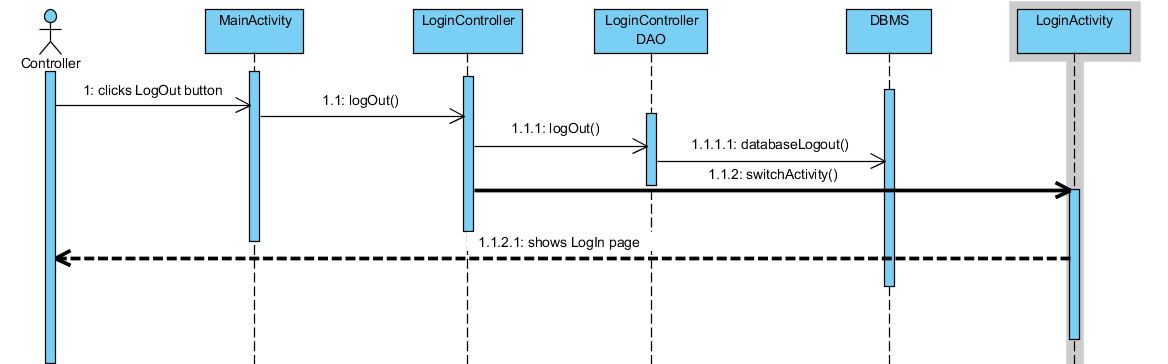 MainActivity
LoginController
LoginController
DAO
DBMS
LoginActivity
Controller
1: clicks LogOut button
1.1: logOut()
1.1.1: logOut()
1.1.1.1: databaseLogout()
1.1.2: switchActivity()
1.1.2.1: shows LogIn page